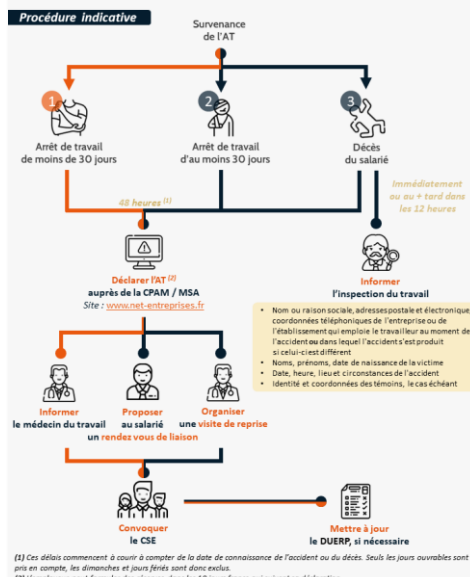 Procédure indicative
Survenance
de l'AT
1
2
3
Arrêt de travail
de moins de 30 jours
Arrêt de travail
d'au moins 30 jours
Décès
du salarié
48 heures (1)
Immédiatement
ou au + tard dans
les 12 heures
Déclarer l'AT (2)
auprès de la CPAM / MSA
Site : www.net-entreprises.fr
Informer
l'inspection du travail
• Nom ou raison sociale, adresses postale et électronique,
coordonnées téléphoniques de l'entreprise ou de
l'établissement qui emploie le travailleur au moment de
l'accident ou dans lequel l'accident s'est produit
si celui-ci est différent
• Noms, prénoms, date de naissance de la victime
• Date, heure, lieu et circonstances de l'accident
• Identité et coordonnées des témoins, le cas échéant
Informer
le médecin du travail
Proposer
au salarié
un rendez vous de liaison
Organiser
une visite de reprise
Convoquer
le CSE
Mettre à jour
le DUERP, si nécessaire
(1) Ces délais commencent à courir à compter de la date de connaissance de l'accident ou du décès. Seuls les jours ouvrables sont
pris en compte, les dimanches et jours fériés sont donc exclus.